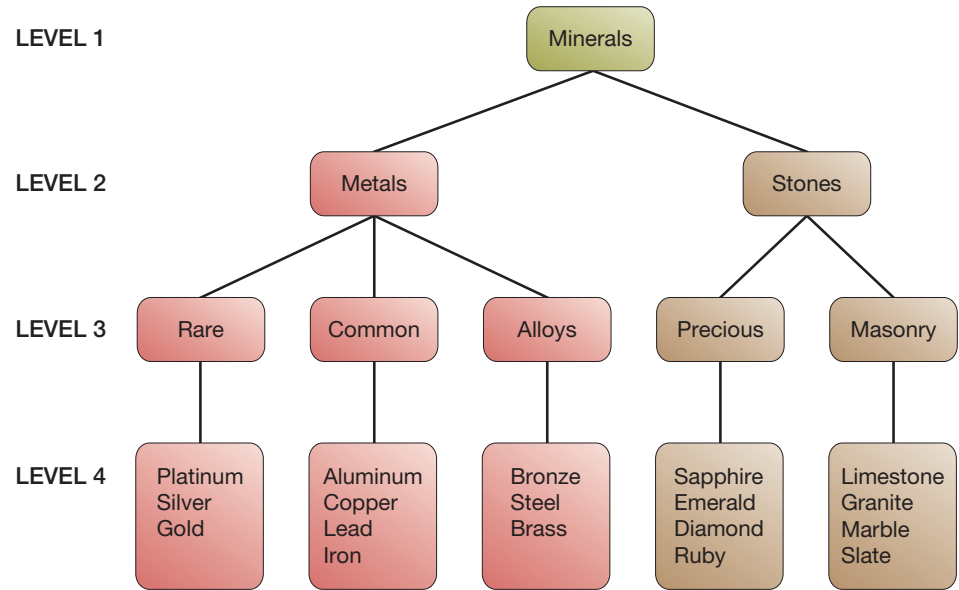 LEVEL 1
Minerals
LEVEL 2
Metals
Stones
LEVEL 3
Rare
Common
Alloys
Precious
Masonry
LEVEL 4
Platinum
Silver
Gold
Aluminum
Copper
Lead
Iron
Bronze
Steel
Brass
Sapphire
Emerald
Diamond
Ruby
Limestone
Granite
Marble
Slate